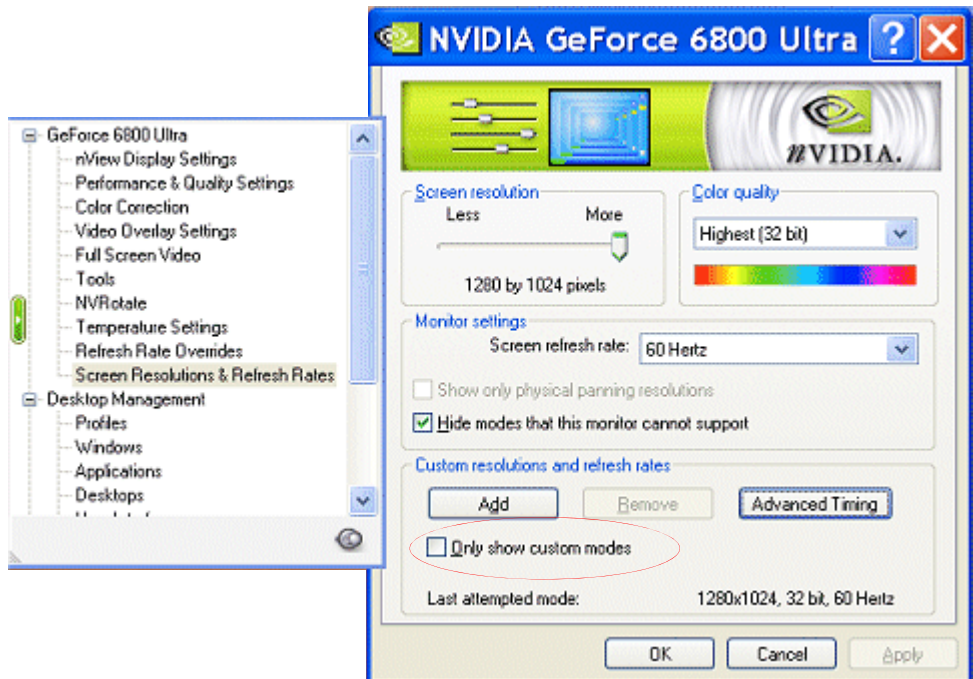 NVIDIA GeForce 6800 Ultra
nVIDIA.
GeForce 6800 Ultra
nView Display Settings
Performance & Quality Settings
Color Correction
Video Overlay Settings
Full Screen Video
Tools
NVRotate
Temperature Settings
Refresh Rate Overrides
Screen Resolutions & Refresh Rates
Desktop Management
Profiles
Windows
Applications
Desktops
Screen resolution
Less More
1280 by 1024 pixels
Color quality
Highest (32 bit)
Monitor settings
Screen refresh rate: 60 Hertz
Show only physical panning resolutions
Hide modes that this monitor cannot support
Custom resolutions and refresh rates
Add Remove Advanced Timing
Only show custom modes
Last attempted mode: 1280x1024, 32 bit, 60 Hertz
OK Cancel Apply